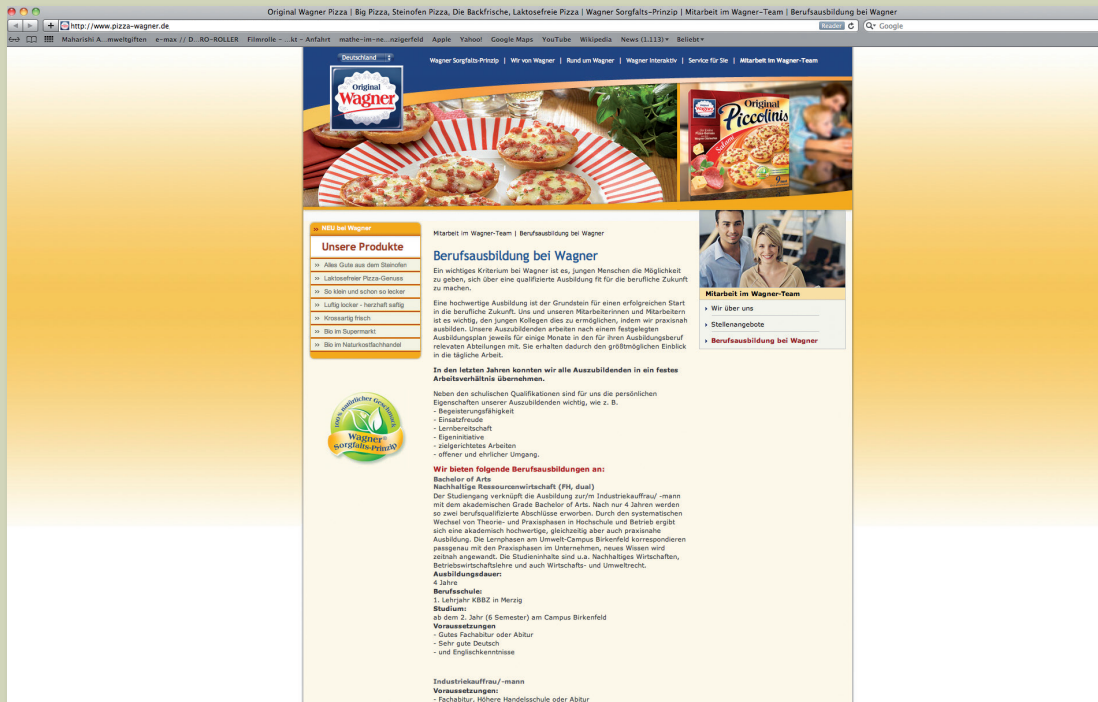 Original Wagner Pizza | Big Pizza, Steinofen Pizza, Die Backfrische, Laktosefreie Pizza | Wagner Sorgfalts-Prinzip | Mitarbeit im Wagner-Team | Berufsausbildung bei Wagner
http://www.pizza-wagner.de
Reader
Google
Maharishi A...mweltgiften e-max // D...RO-ROLLER Filmrolle - ...kt - Anfahrt mathe-im-ne...nzigerfeld Apple Yahoo! Google Maps YouTube Wikipedia News (1.113) Beliebt
Deutschland
Wagner Sorgfalts-Prinzip | Wir von Wagner | Rund um Wagner | Wagner Interaktiv | Service für Sie | Mitarbeit im Wagner-Team
Original
Wagner
Original
Wagner
Original
Piccolinis
Salami
9
» NEU bei Wagner
Unsere Produkte
» Alles Gute aus dem Steinofen
» Laktosefreier Pizza-Genuss
» So klein und schon so lecker
» Luftig locker - herzhaft saftig
» Krossartig frisch
» Bio im Supermarkt
» Bio im Naturkostfachhandel
100% natürlicher Geschmack
Wagner®
Sorgfalts-Prinzip
Mitarbeit im Wagner-Team | Berufsausbildung bei Wagner
Berufsausbildung bei Wagner
Ein wichtiges Kriterium bei Wagner ist es, jungen Menschen die Möglichkeit
zu geben, sich über eine qualifizierte Ausbildung fit für die berufliche Zukunft
zu machen.
Eine hochwertige Ausbildung ist der Grundstein für einen erfolgreichen Start
in die berufliche Zukunft. Uns und unseren Mitarbeiterinnen und Mitarbeitern
ist es wichtig, den jungen Kollegen dies zu ermöglichen, indem wir praxisnah
ausbilden. Unsere Auszubildenden arbeiten nach einem festgelegten
Ausbildungsplan jeweils für einige Monate in den für ihren Ausbildungsberuf
relevaten Abteilungen mit. Sie erhalten dadurch den größtmöglichen Einblick
in die tägliche Arbeit.
In den letzten Jahren konnten wir alle Auszubildenden in ein festes
Arbeitsverhältnis übernehmen.
Neben den schulischen Qualifikationen sind für uns die persönlichen
Eigenschaften unserer Auszubildenden wichtig, wie z. B.
- Begeisterungsfähigkeit
- Einsatzfreude
- Lernbereitschaft
- Eigeninitiative
- zielgerichtetes Arbeiten
- offener und ehrlicher Umgang.
Wir bieten folgende Berufsausbildungen an:
Bachelor of Arts
Nachhaltige Ressourcenwirtschaft (FH, dual)
Der Studiengang verknüpft die Ausbildung zur/m Industriekauffrau/ -mann
mit dem akademischen Grade Bachelor of Arts. Nach nur 4 Jahren werden
so zwei berufsqualifizierte Abschlüsse erworben. Durch den systematischen
Wechsel von Theorie- und Praxisphasen in Hochschule und Betrieb ergibt
sich eine akademisch hochwertige, gleichzeitig aber auch praxisnahe
Ausbildung. Die Lernphasen am Umwelt-Campus Birkenfeld korrespondieren
passgenau mit den Praxisphasen im Unternehmen, neues Wissen wird
zeitnah angewandt. Die Studieninhalte sind u.a. Nachhaltiges Wirtschaften,
Betriebswirtschaftslehre und auch Wirtschafts- und Umweltrecht.
Ausbildungsdauer:
4 Jahre
Berufsschule:
1. Lehrjahr KBBZ in Merzig
Studium:
ab dem 2. Jahr (6 Semester) am Campus Birkenfeld
Voraussetzungen
- Gutes Fachabitur oder Abitur
- Sehr gute Deutsch
- und Englischkenntnisse
Industriekauffrau/-mann
Voraussetzungen:
- Fachabitur, Höhere Handelsschule oder Abitur
Mitarbeit im Wagner-Team
Wir über uns
Stellenangebote
Berufsausbildung bei Wagner